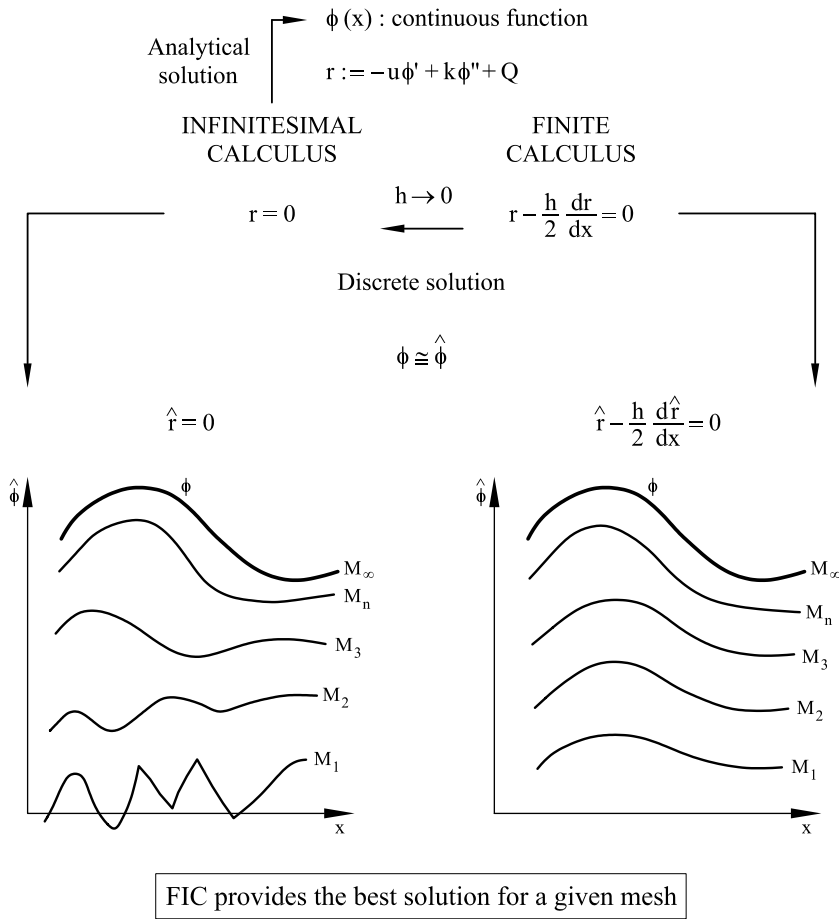 ϕ (x) : continuous function
Analytical
solution
r := −uϕ' + kϕ'' + Q
INFINITESIMAL
CALCULUS
FINITE
CALCULUS
h → 0
r = 0
r − h/2 dr/dx = 0
Discrete solution
ϕ ≅ ϕ̂
r̂ = 0
r̂ − h/2 dr̂/dx = 0
ϕ̂
ϕ
M∞
Mₙ
M₃
M₂
M₁
x
ϕ̂
ϕ
M∞
Mₙ
M₃
M₂
M₁
x
FIC provides the best solution for a given mesh